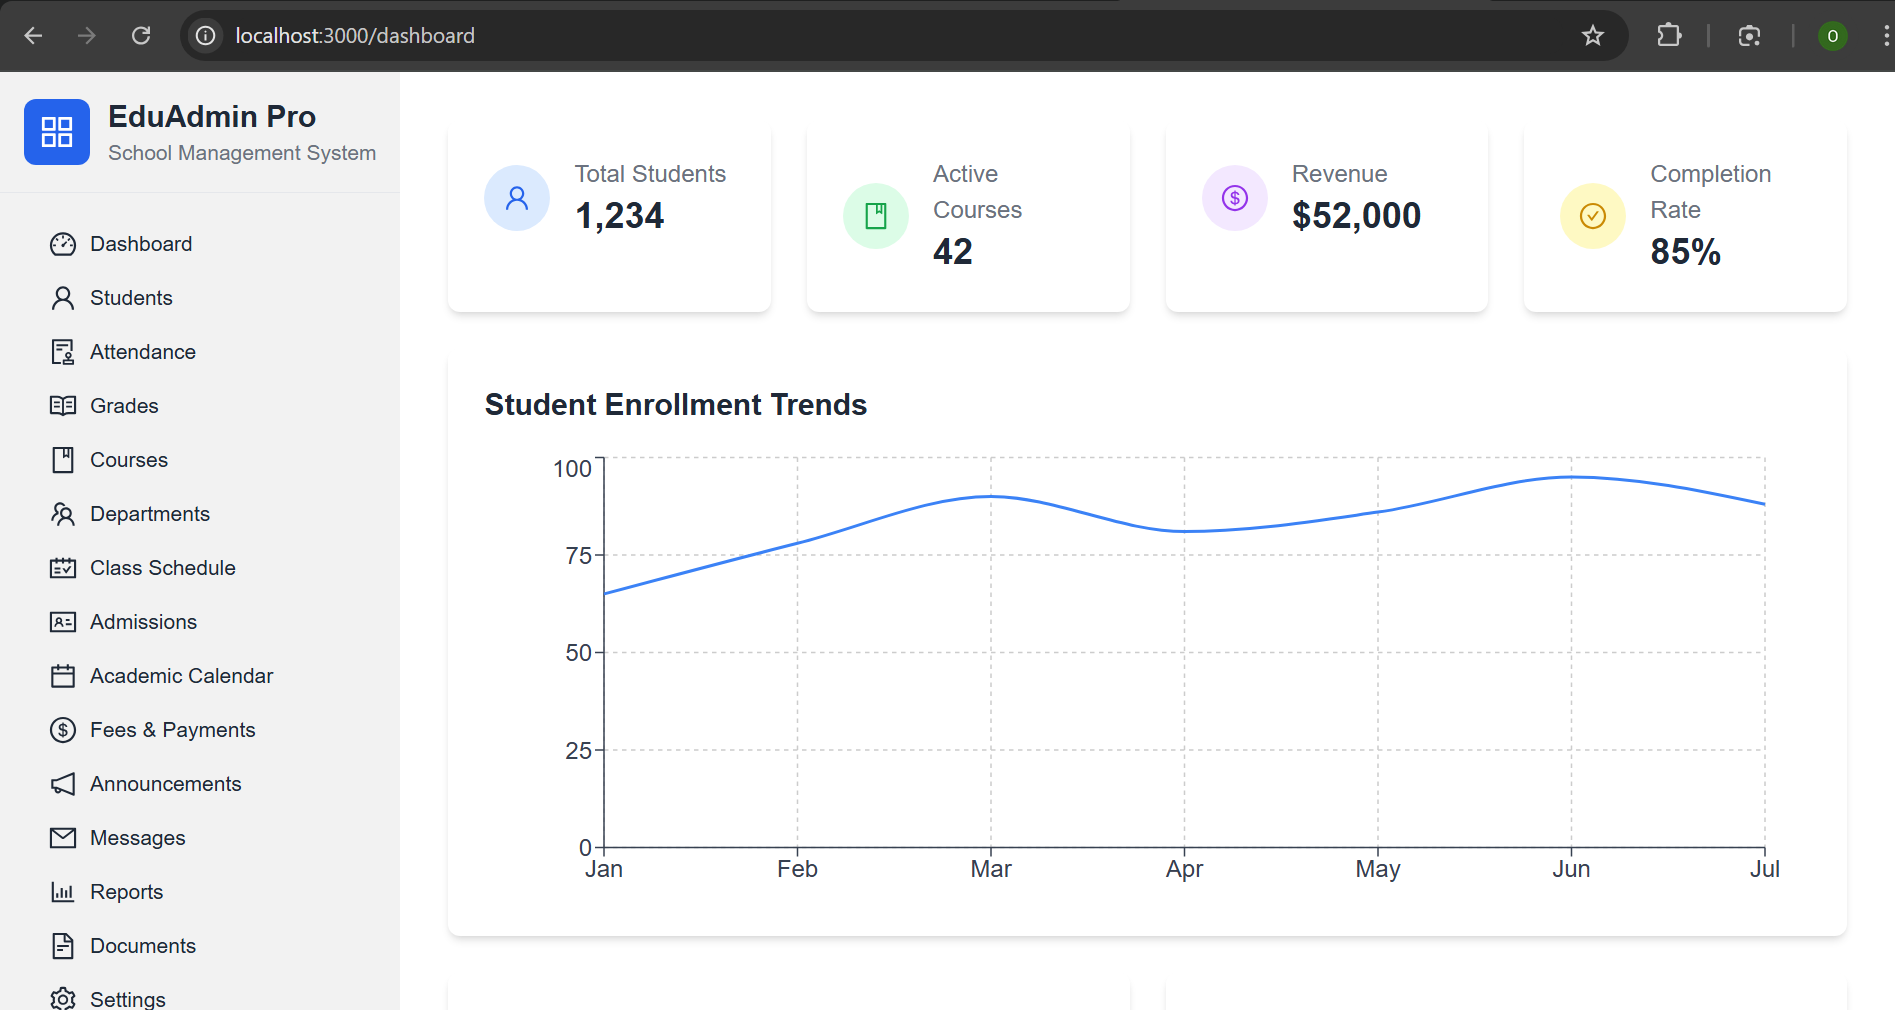 localhost:3000/dashboard
O
EduAdmin Pro
School Management System
Dashboard
Students
Attendance
Grades
Courses
Departments
Class Schedule
Admissions
Academic Calendar
Fees & Payments
Announcements
Messages
Reports
Documents
Settings
Total Students
1,234
Active
Courses
42
Revenue
$52,000
Completion
Rate
85%
Student Enrollment Trends
100
75
50
25
0
Jan Feb Mar Apr May Jun Jul